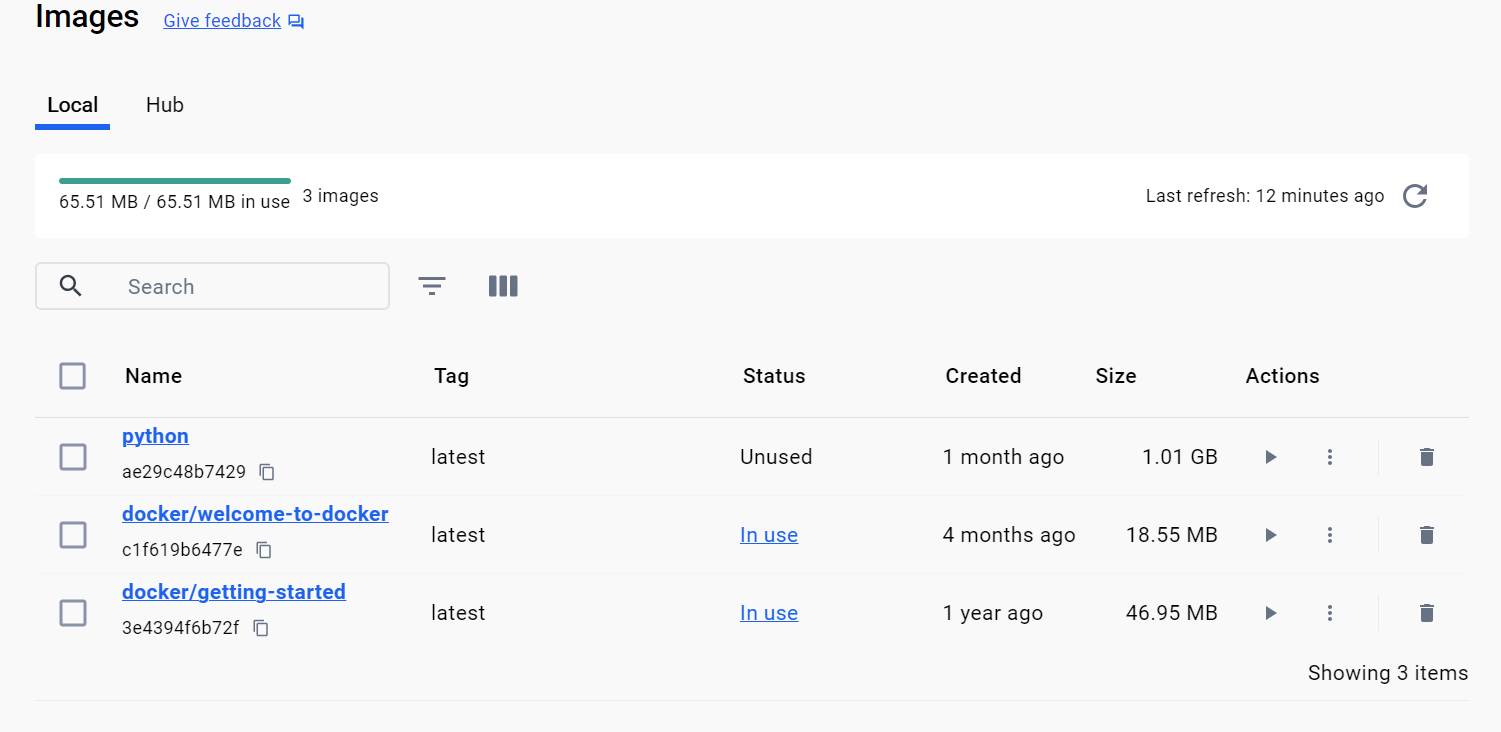 Images Give feedback
Local Hub
65.51 MB / 65.51 MB in use 3 images Last refresh: 12 minutes ago
Search
Name Tag Status Created Size Actions
python
ae29c48b7429
latest Unused 1 month ago 1.01 GB
docker/welcome-to-docker
c1f619b6477e
latest In use 4 months ago 18.55 MB
docker/getting-started
3e4394f6b72f
latest In use 1 year ago 46.95 MB
Showing 3 items